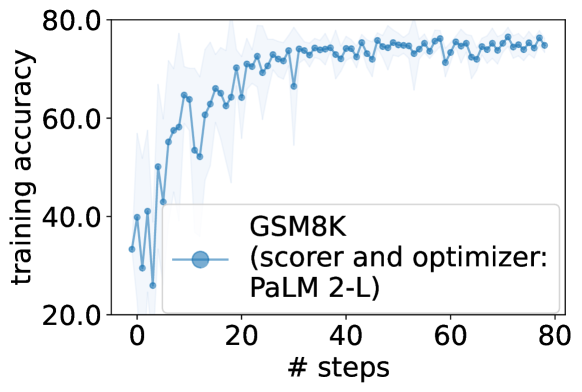 80.0
60.0
40.0
20.0
training accuracy
GSM8K
(scorer and optimizer:
PaLM 2-L)
0 20 40 60 80
# steps